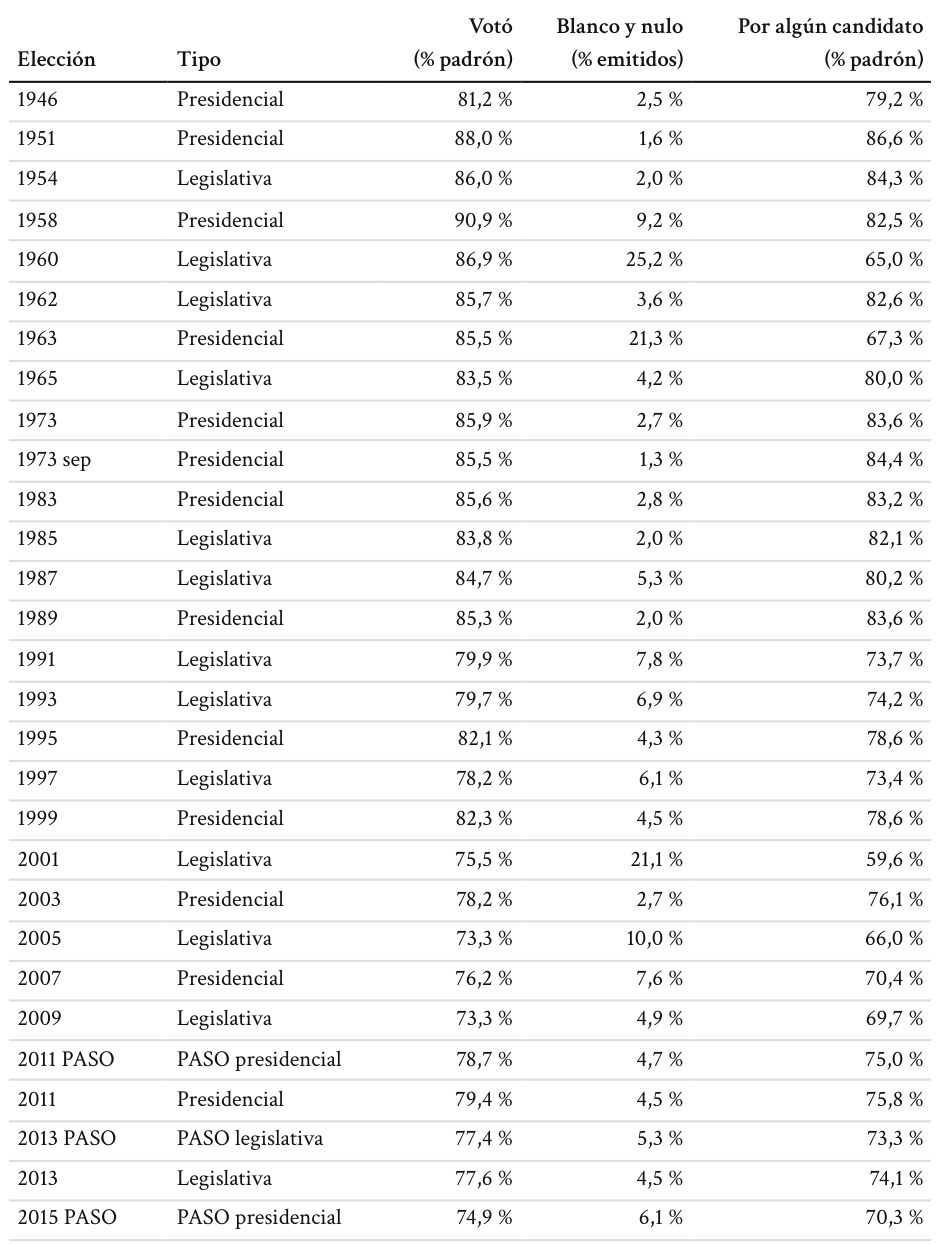 Votó Blanco y nulo Por algún candidato
Elección Tipo (% padrón) (% emitidos) (% padrón)
1946 Presidencial 81,2 % 2,5 % 79,2 %
1951 Presidencial 88,0 % 1,6 % 86,6 %
1954 Legislativa 86,0 % 2,0 % 84,3 %
1958 Presidencial 90,9 % 9,2 % 82,5 %
1960 Legislativa 86,9 % 25,2 % 65,0 %
1962 Legislativa 85,7 % 3,6 % 82,6 %
1963 Presidencial 85,5 % 21,3 % 67,3 %
1965 Legislativa 83,5 % 4,2 % 80,0 %
1973 Presidencial 85,9 % 2,7 % 83,6 %
1973 sep Presidencial 85,5 % 1,3 % 84,4 %
1983 Presidencial 85,6 % 2,8 % 83,2 %
1985 Legislativa 83,8 % 2,0 % 82,1 %
1987 Legislativa 84,7 % 5,3 % 80,2 %
1989 Presidencial 85,3 % 2,0 % 83,6 %
1991 Legislativa 79,9 % 7,8 % 73,7 %
1993 Legislativa 79,7 % 6,9 % 74,2 %
1995 Presidencial 82,1 % 4,3 % 78,6 %
1997 Legislativa 78,2 % 6,1 % 73,4 %
1999 Presidencial 82,3 % 4,5 % 78,6 %
2001 Legislativa 75,5 % 21,1 % 59,6 %
2003 Presidencial 78,2 % 2,7 % 76,1 %
2005 Legislativa 73,3 % 10,0 % 66,0 %
2007 Presidencial 76,2 % 7,6 % 70,4 %
2009 Legislativa 73,3 % 4,9 % 69,7 %
2011 PASO PASO presidencial 78,7 % 4,7 % 75,0 %
2011 Presidencial 79,4 % 4,5 % 75,8 %
2013 PASO PASO legislativa 77,4 % 5,3 % 73,3 %
2013 Legislativa 77,6 % 4,5 % 74,1 %
2015 PASO PASO presidencial 74,9 % 6,1 % 70,3 %